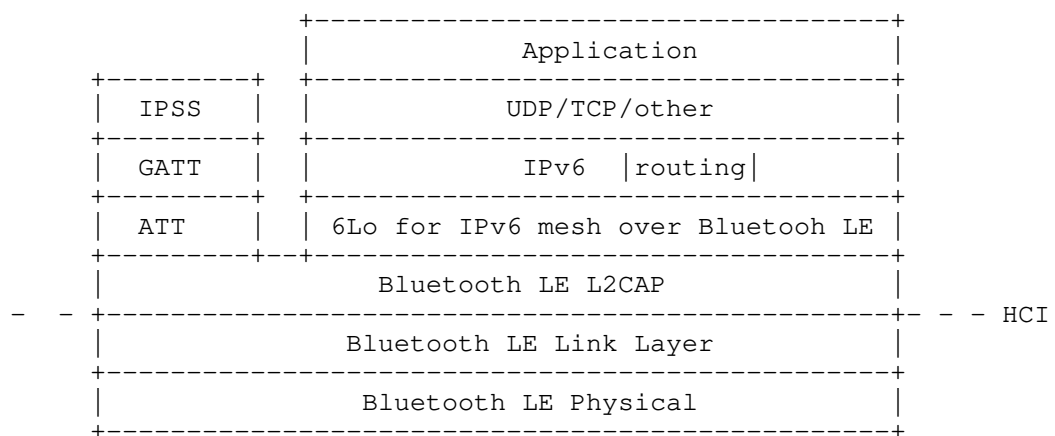 Application
IPSS UDP/TCP/other
GATT IPv6 |routing|
ATT 6Lo for IPv6 mesh over Bluetooh LE
Bluetooth LE L2CAP
- - - - - HCI
Bluetooth LE Link Layer
Bluetooth LE Physical